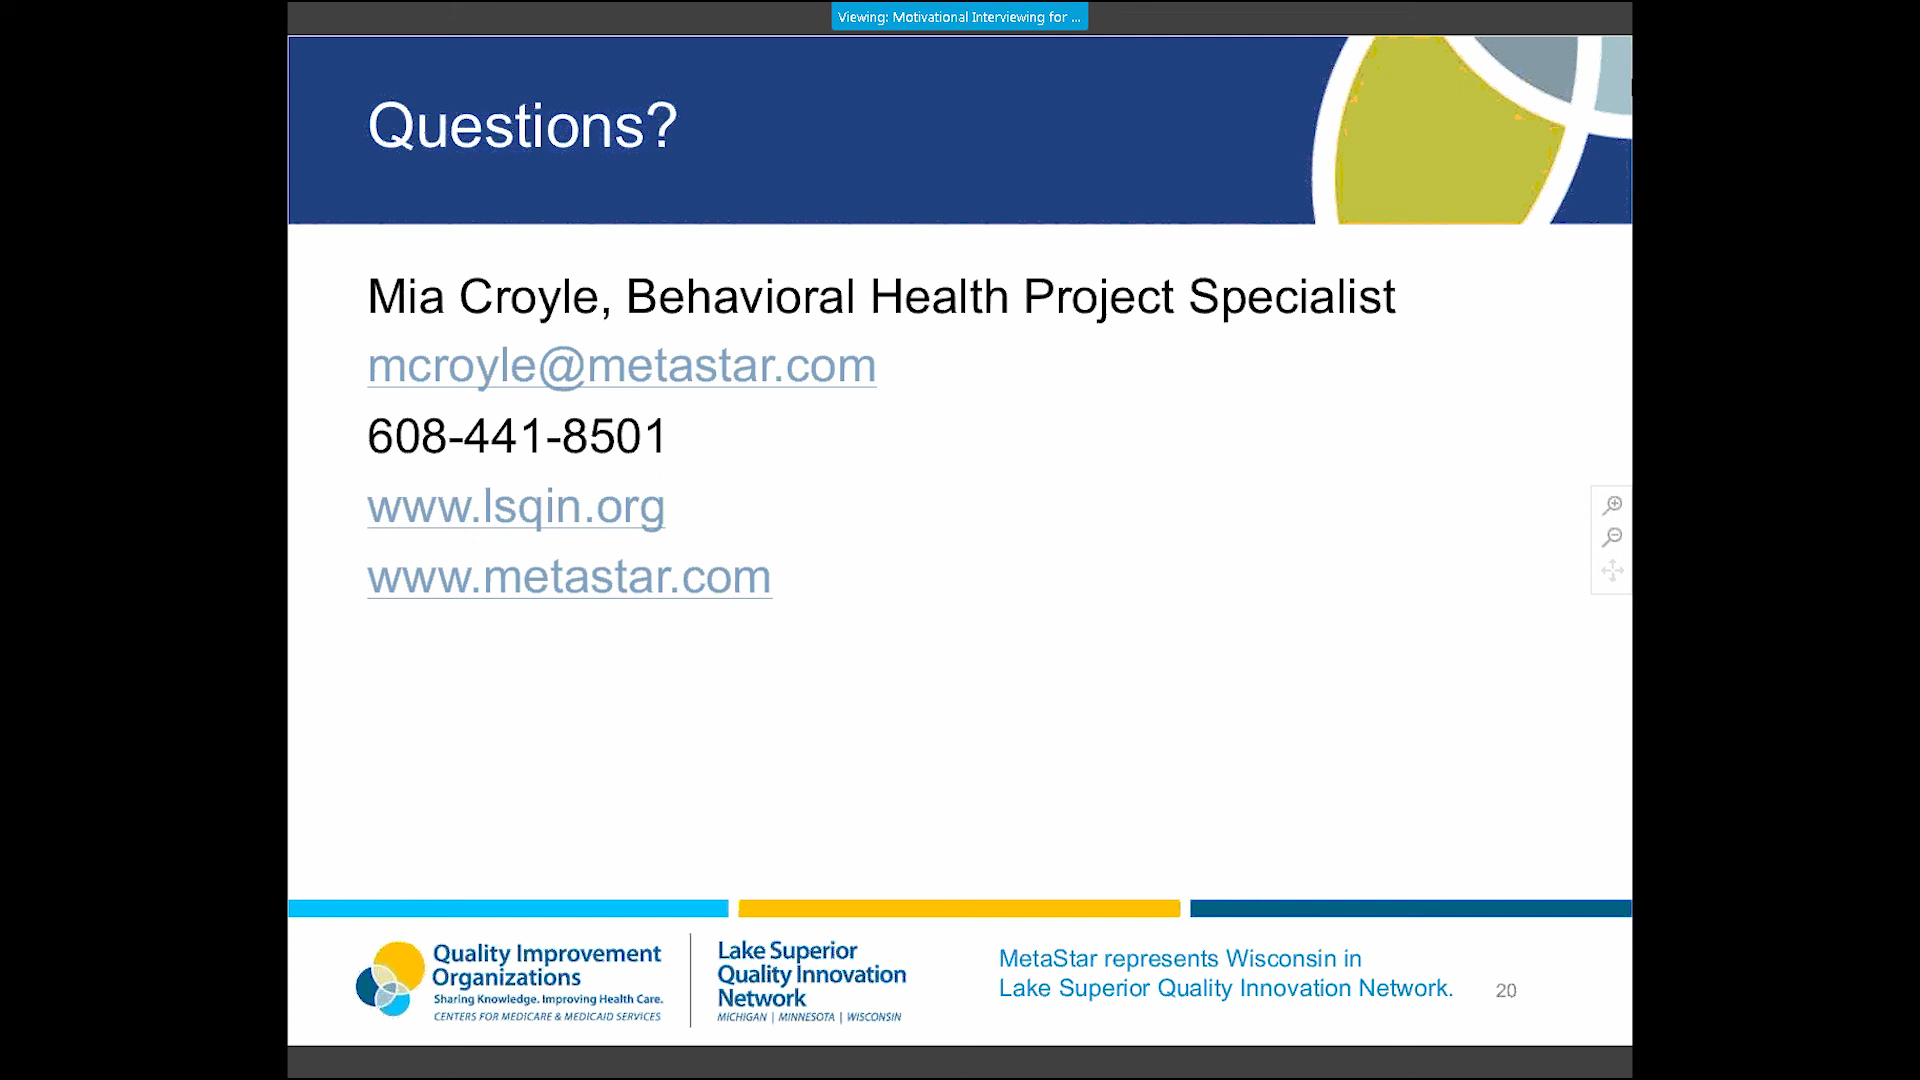 Viewing: Motivational Interviewing for ...
Questions?
Mia Croyle, Behavioral Health Project Specialist
mcroyle@metastar.com
608-441-8501
www.lsqin.org
www.metastar.com
Quality Improvement
Organizations
Sharing Knowledge. Improving Health Care.
CENTERS FOR MEDICARE & MEDICAID SERVICES
Lake Superior
Quality Innovation
Network
MICHIGAN | MINNESOTA | WISCONSIN
MetaStar represents Wisconsin in
Lake Superior Quality Innovation Network.
20